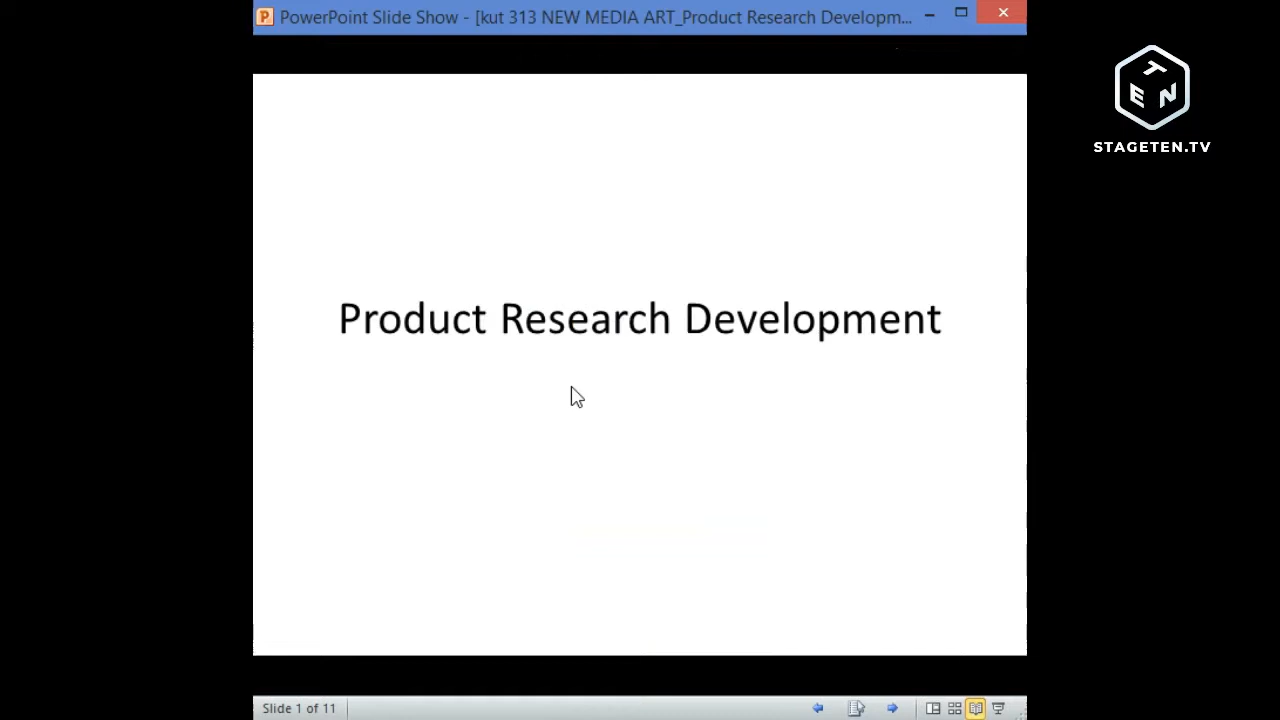 PowerPoint Slide Show - [kut 313 NEW MEDIA ART_Product Research Developm...
T
EN
STAGETEN.TV
Product Research Development
Slide 1 of 11